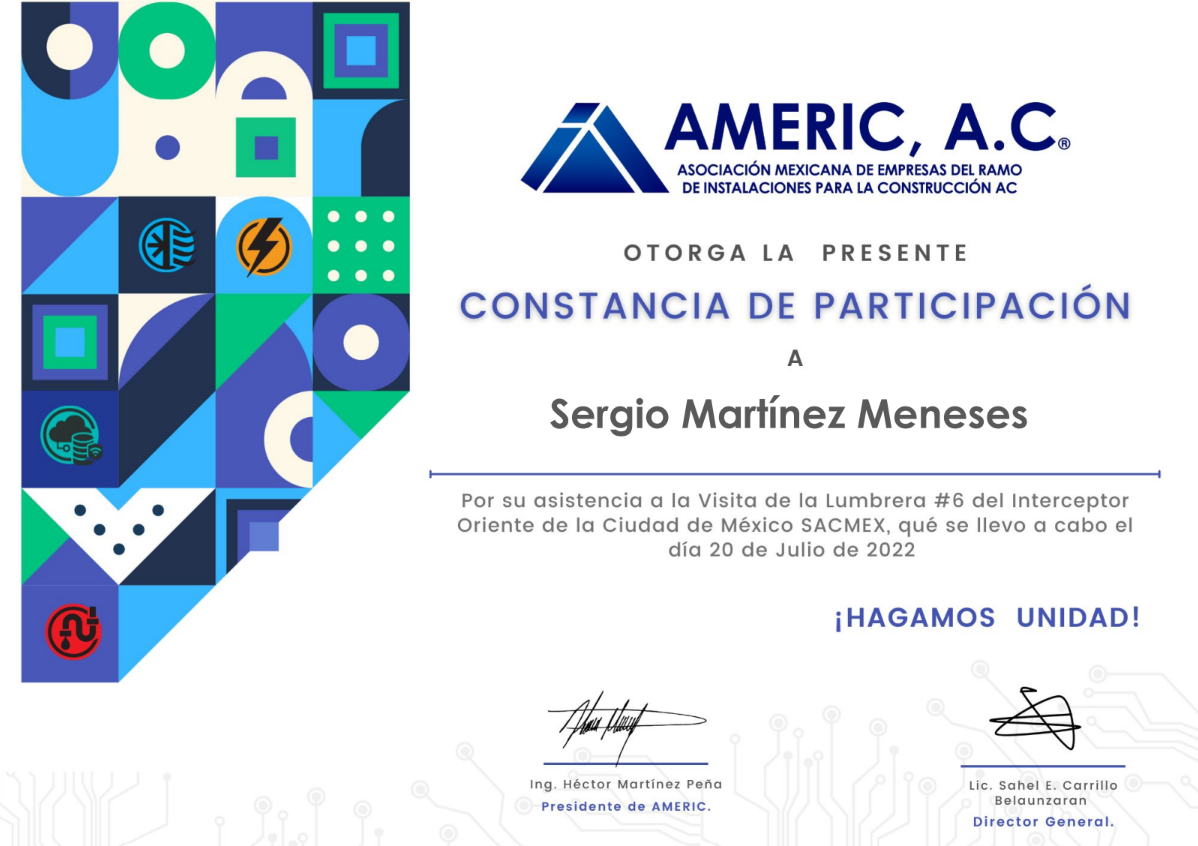 AMERIC, A.C.®
ASOCIACIÓN MEXICANA DE EMPRESAS DEL RAMO
DE INSTALACIONES PARA LA CONSTRUCCIÓN AC
OTORGA LA PRESENTE
CONSTANCIA DE PARTICIPACIÓN
A
Sergio Martínez Meneses
Por su asistencia a la Visita de la Lumbrera #6 del Interceptor
Oriente de la Ciudad de México SACMEX, qué se llevo a cabo el
día 20 de Julio de 2022
¡HAGAMOS UNIDAD!
Ing. Héctor Martínez Peña
Presidente de AMERIC.
Lic. Sahel E. Carrillo
Belaunzaran
Director General.